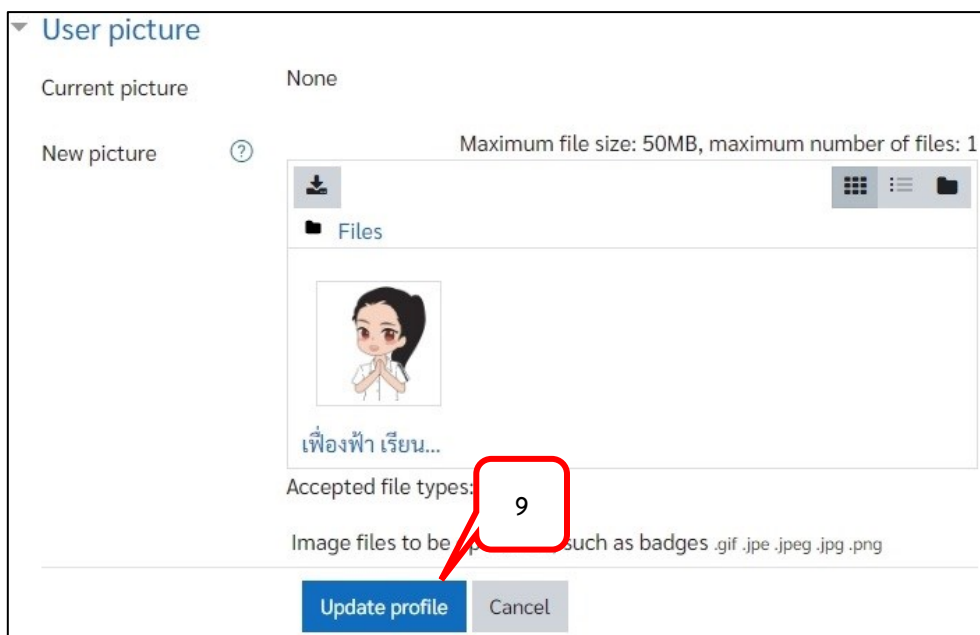 User picture
Current picture
None
New picture
Maximum file size: 50MB, maximum number of files: 1
Files
เฟื่องฟ้า เรียน...
Accepted file types:
9
Image files to be such as badges .gif .jpe .jpeg .jpg .png
Update profile
Cancel